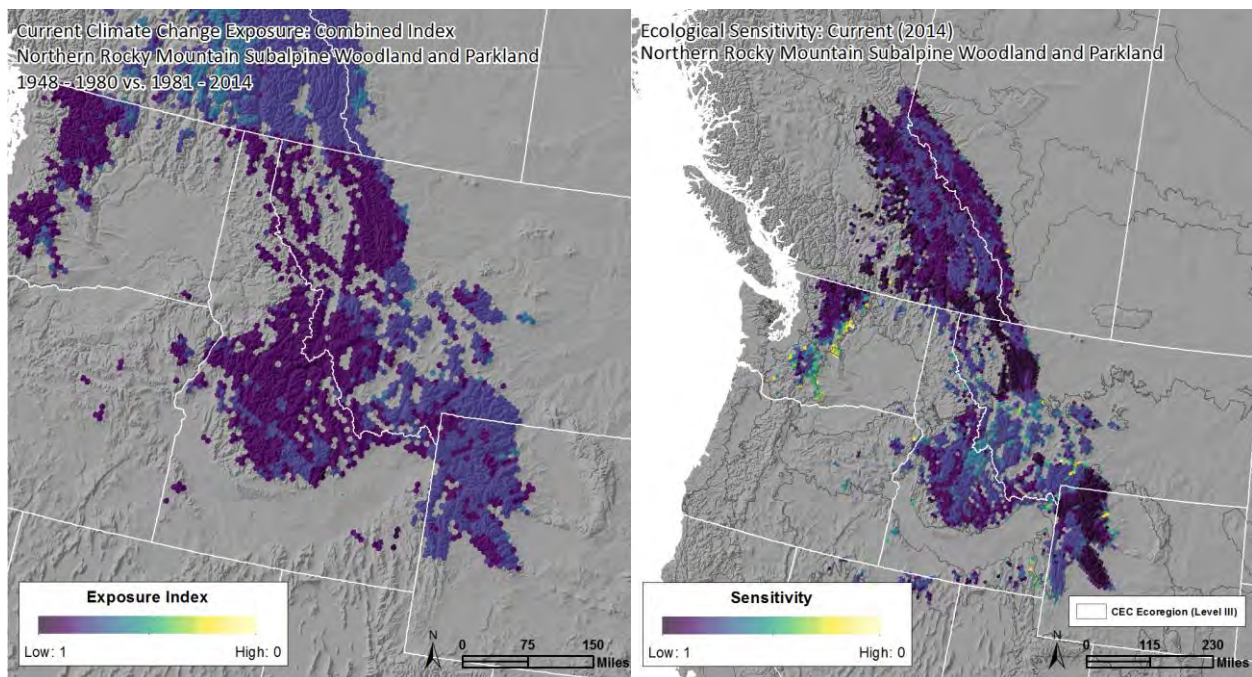 Current Climate Change Exposure: Combined Index
Northern Rocky Mountain Subalpine Woodland and Parkland
1948 - 1980 vs. 1981 - 2014
Exposure Index
Low: 1
High: 0
N
0
75
150
Miles
Ecological Sensitivity: Current (2014)
Northern Rocky Mountain Subalpine Woodland and Parkland
Sensitivity
Low: 1
High: 0
CEC Ecoregion (Level III)
N
0
115
230
Miles